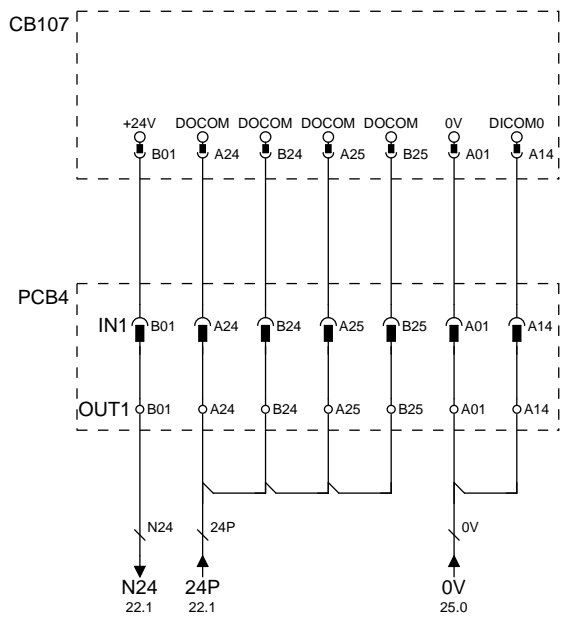 CB107
+24V DOCOM DOCOM DOCOM DOCOM 0V DICOM0
B01 A24 B24 A25 B25 A01 A14
PCB4
IN1 B01 A24 B24 A25 B25 A01 A14
OUT1 B01 A24 B24 A25 B25 A01 A14
N24 24P 0V
N24 24P 0V
22.1 22.1 25.0